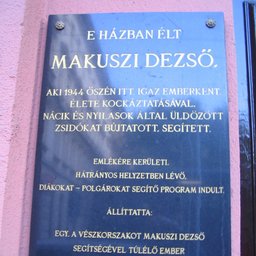 E HÁZBAN ÉLT
MAKUSZI DEZSŐ,
AKI 1944 ŐSZÉN ITT, IGAZ EMBERKÉNT,
ÉLETE KOCKÁZTATÁSÁVAL,
NÁCIK ÉS NYILASOK ÁLTAL ÜLDÖZÖTT
ZSIDÓKAT BÚJTATOTT, SEGÍTETT.
EMLÉKÉRE KERÜLETI,
HÁTRÁNYOS HELYZETBEN LÉVŐ,
DIÁKOKAT - POLGÁROKAT SEGÍTŐ PROGRAM INDULT.
ÁLLÍTTATTA:
EGY, A VÉSZKORSZAKOT MAKUSZI DEZSŐ
SEGÍTSÉGÉVEL TÚLÉLŐ EMBER